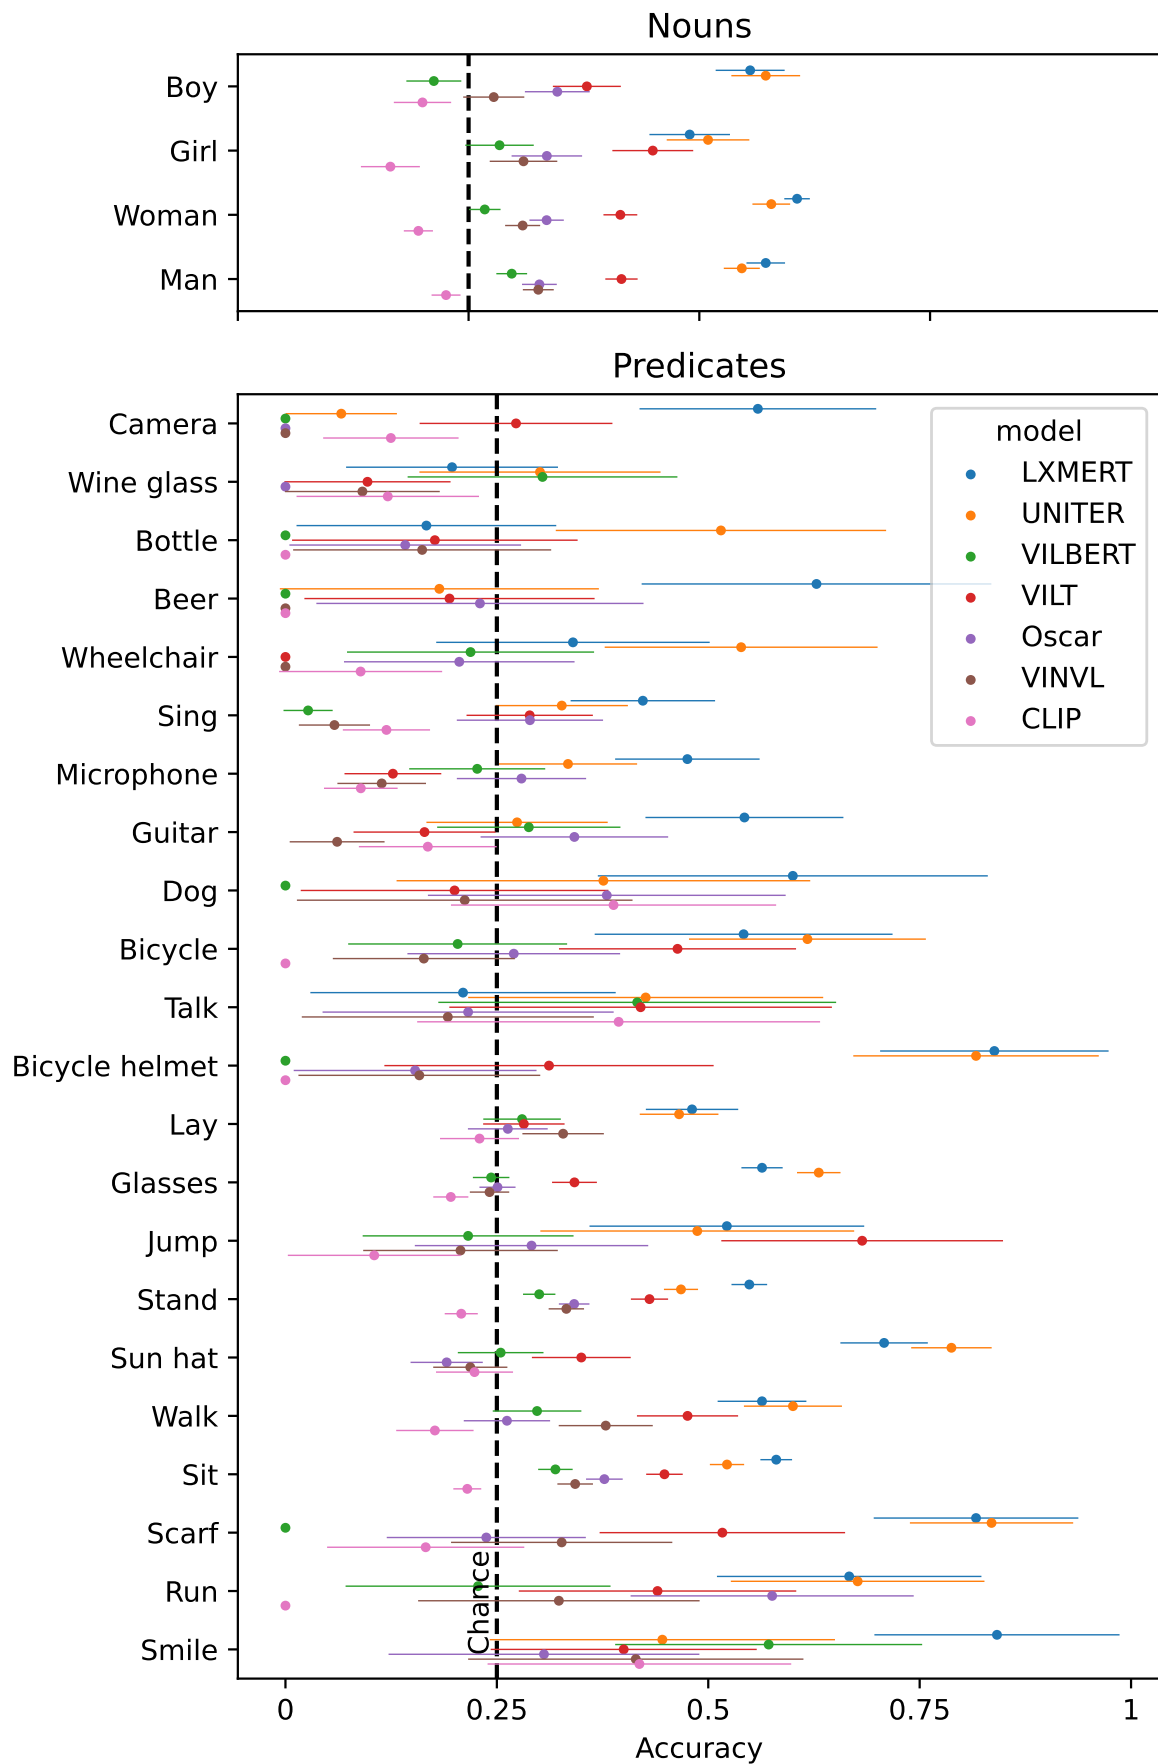 Nouns
Boy
Girl
Woman
Man
Predicates
Camera
Wine glass
Bottle
Beer
Wheelchair
Sing
Microphone
Guitar
Dog
Bicycle
Talk
Bicycle helmet
Lay
Glasses
Jump
Stand
Sun hat
Walk
Sit
Scarf
Run
Smile
model
LXMERT
UNITER
VILBERT
VILT
Oscar
VINVL
CLIP
Chance
0 0.25 0.5 0.75 1
Accuracy